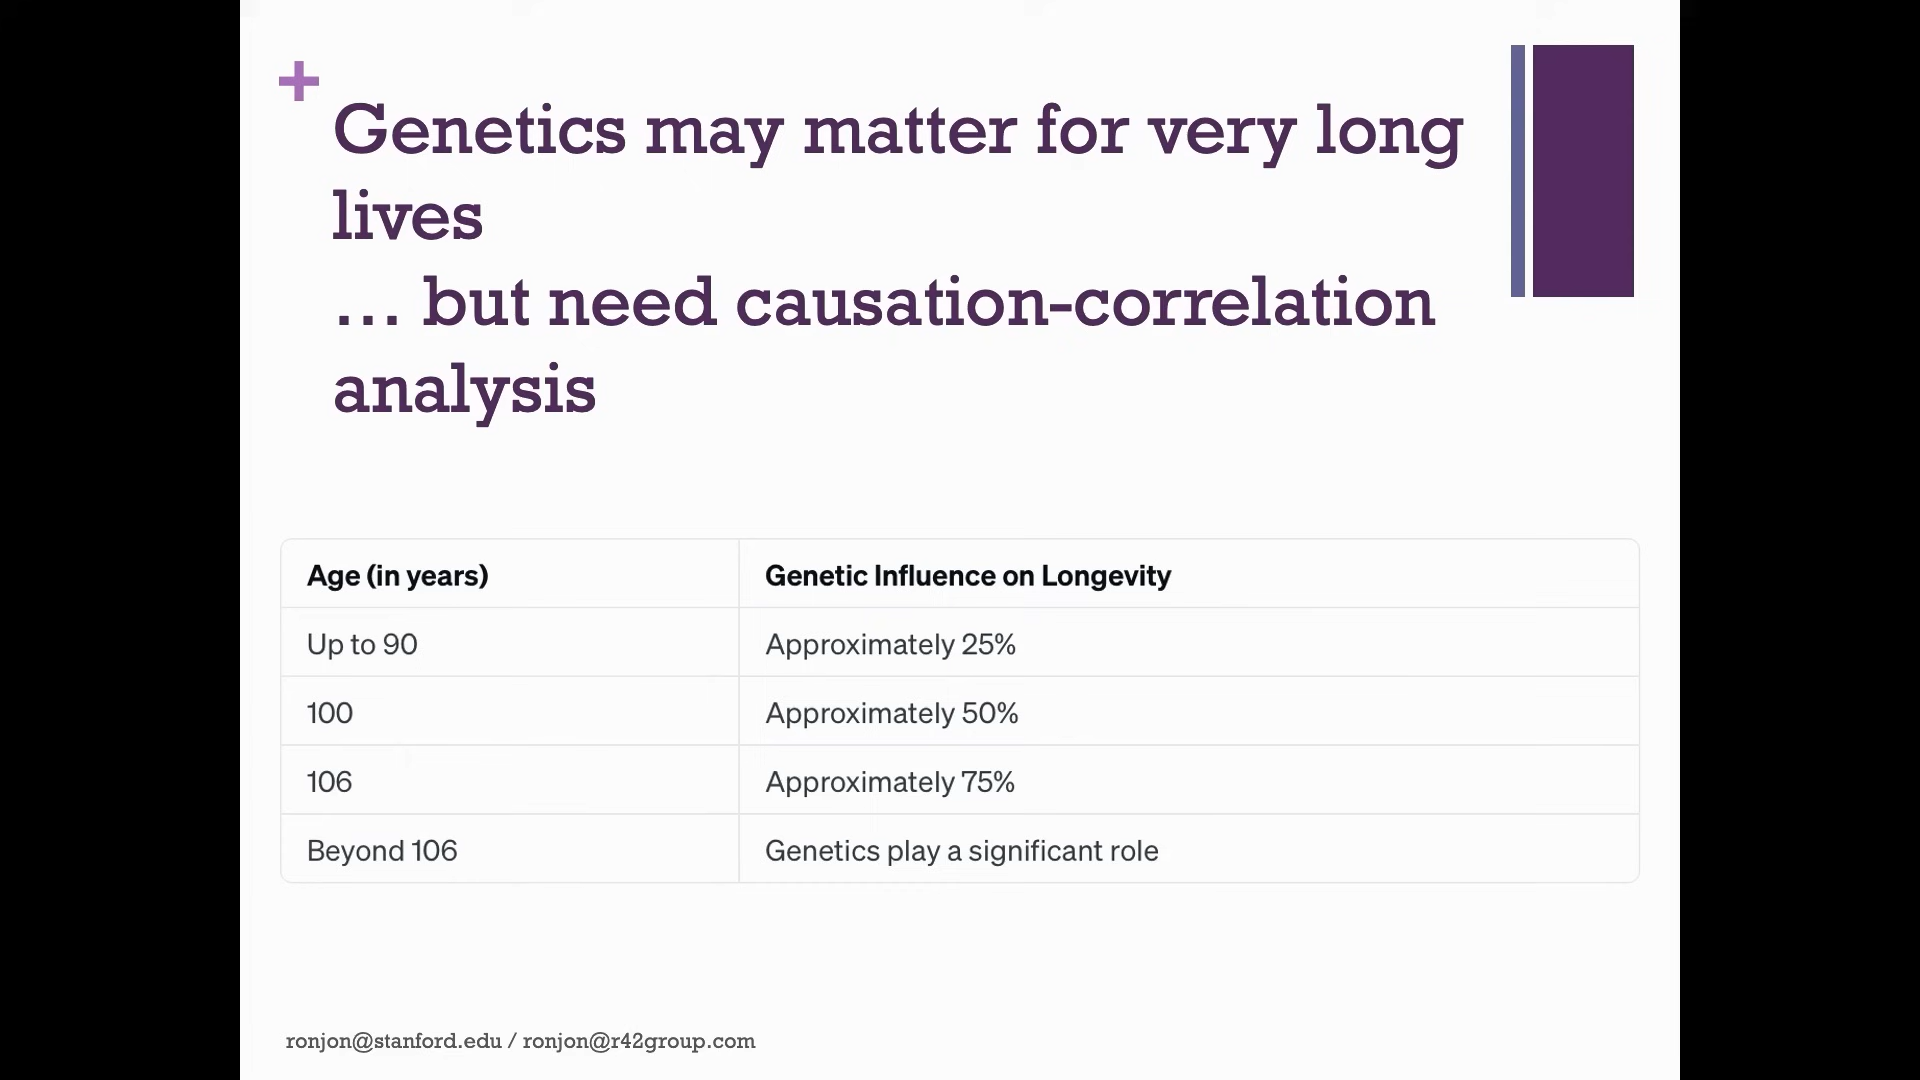 +
Genetics may matter for very long
lives
… but need causation-correlation
analysis
Age (in years) Genetic Influence on Longevity
Up to 90 Approximately 25%
100 Approximately 50%
106 Approximately 75%
Beyond 106 Genetics play a significant role
ronjon@stanford.edu / ronjon@r42group.com